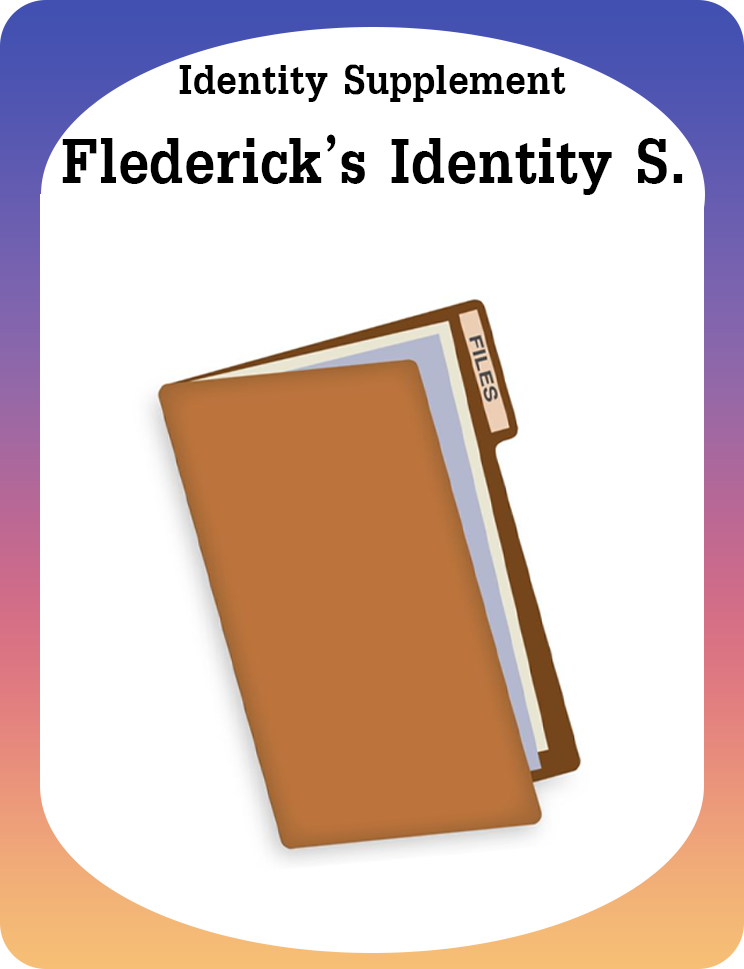 Identity Supplement
Flederick’s Identity S.
FILES